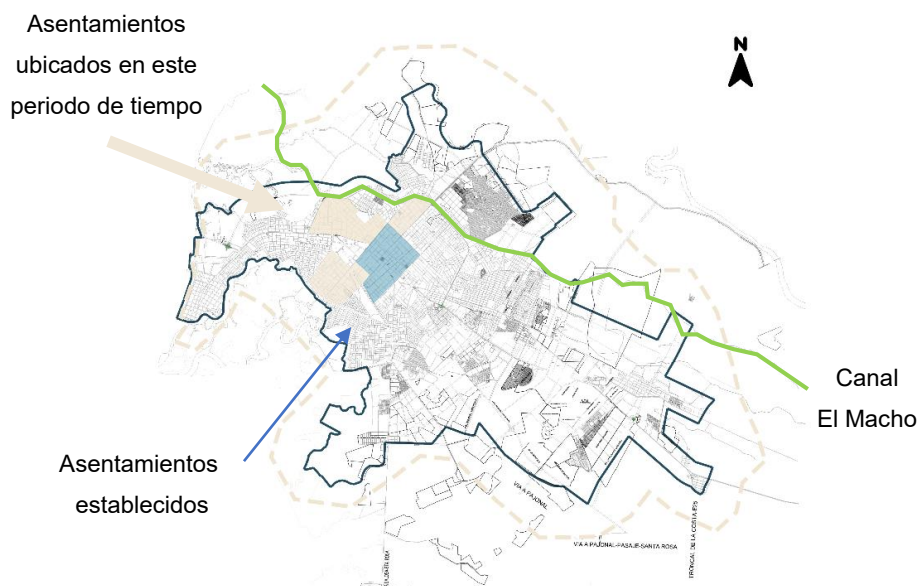 Asentamientos
ubicados en este
periodo de tiempo
N
Canal
El Macho
Asentamientos
establecidos
VIA A PAJONAL
VIA A PAJONAL-PASAJE-SANTA ROSA